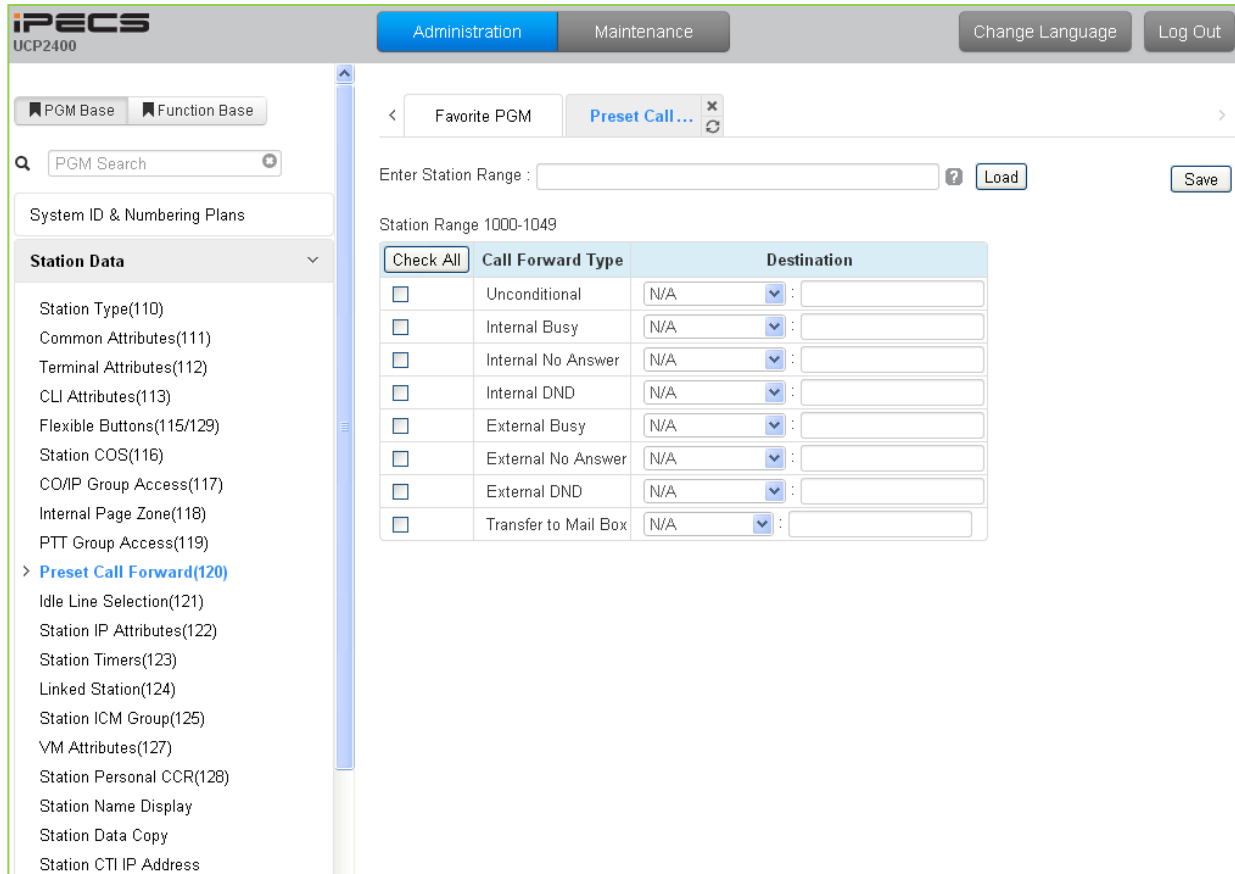 iPECS
UCP2400
Administration
Maintenance
Change Language
Log Out
PGM Base
Function Base
PGM Search
System ID & Numbering Plans
Station Data
Station Type(110)
Common Attributes(111)
Terminal Attributes(112)
CLI Attributes(113)
Flexible Buttons(115/129)
Station COS(116)
CO/IP Group Access(117)
Internal Page Zone(118)
PTT Group Access(119)
Preset Call Forward(120)
Idle Line Selection(121)
Station IP Attributes(122)
Station Timers(123)
Linked Station(124)
Station ICM Group(125)
VM Attributes(127)
Station Personal CCR(128)
Station Name Display
Station Data Copy
Station CTI IP Address
Favorite PGM
Preset Call...
Enter Station Range :
?
Load
Save
Station Range 1000-1049
Check All Call Forward Type Destination
Unconditional N/A :
Internal Busy N/A :
Internal No Answer N/A :
Internal DND N/A :
External Busy N/A :
External No Answer N/A :
External DND N/A :
Transfer to Mail Box N/A :